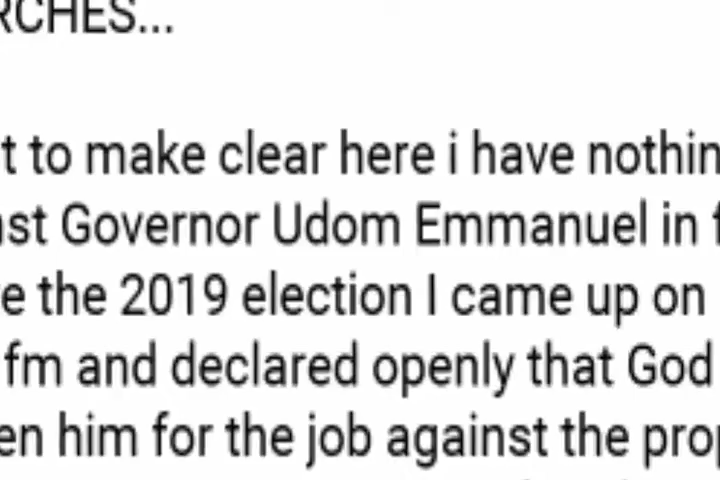 RCHES...
t to make clear here i have nothin
st Governor Udom Emmanuel in f
e the 2019 election I came up on
fm and declared openly that God
en him for the job against the prop